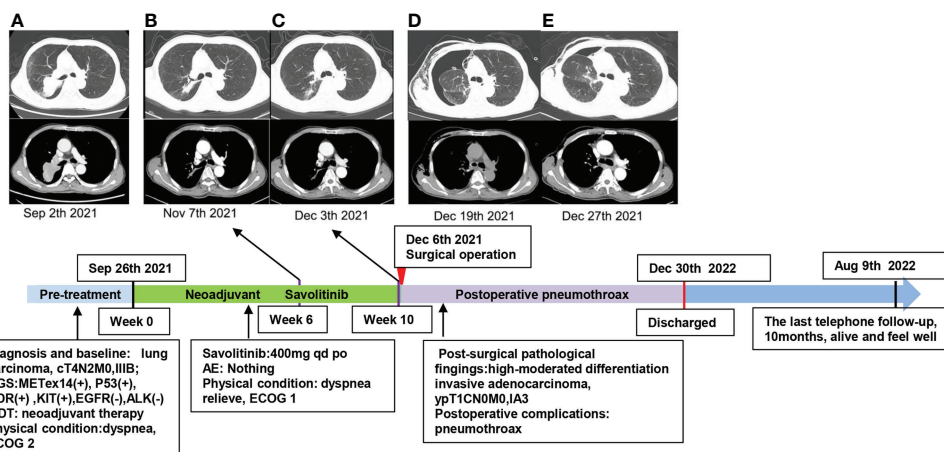 A
B
C
D
E
Sep 2th 2021
Nov 7th 2021
Dec 3th 2021
Dec 19th 2021
Dec 27th 2021
Dec 6th 2021
Surgical operation
Sep 26th 2021
Dec 30th 2022
Aug 9th 2022
Pre-treatment
Neoadjuvant Savolitinib
Postoperative pneumothroax
Week 0
Week 6
Week 10
Discharged
The last telephone follow-up,
10months, alive and feel well
agnosis and baseline: lung
arcinoma, cT4N2M0,IIIB;
GS:METex14(+), P53(+),
DR(+) ,KIT(+),EGFR(-),ALK(-)
DT: neoadjuvant therapy
hysical condition:dyspnea,
COG 2
Savolitinib:400mg qd po
AE: Nothing
Physical condition: dyspnea
relieve, ECOG 1
Post-surgical pathological
fingings:high-moderated differentiation
invasive adenocarcinoma,
ypT1CN0M0,IA3
Postoperative complications:
pneumothroax